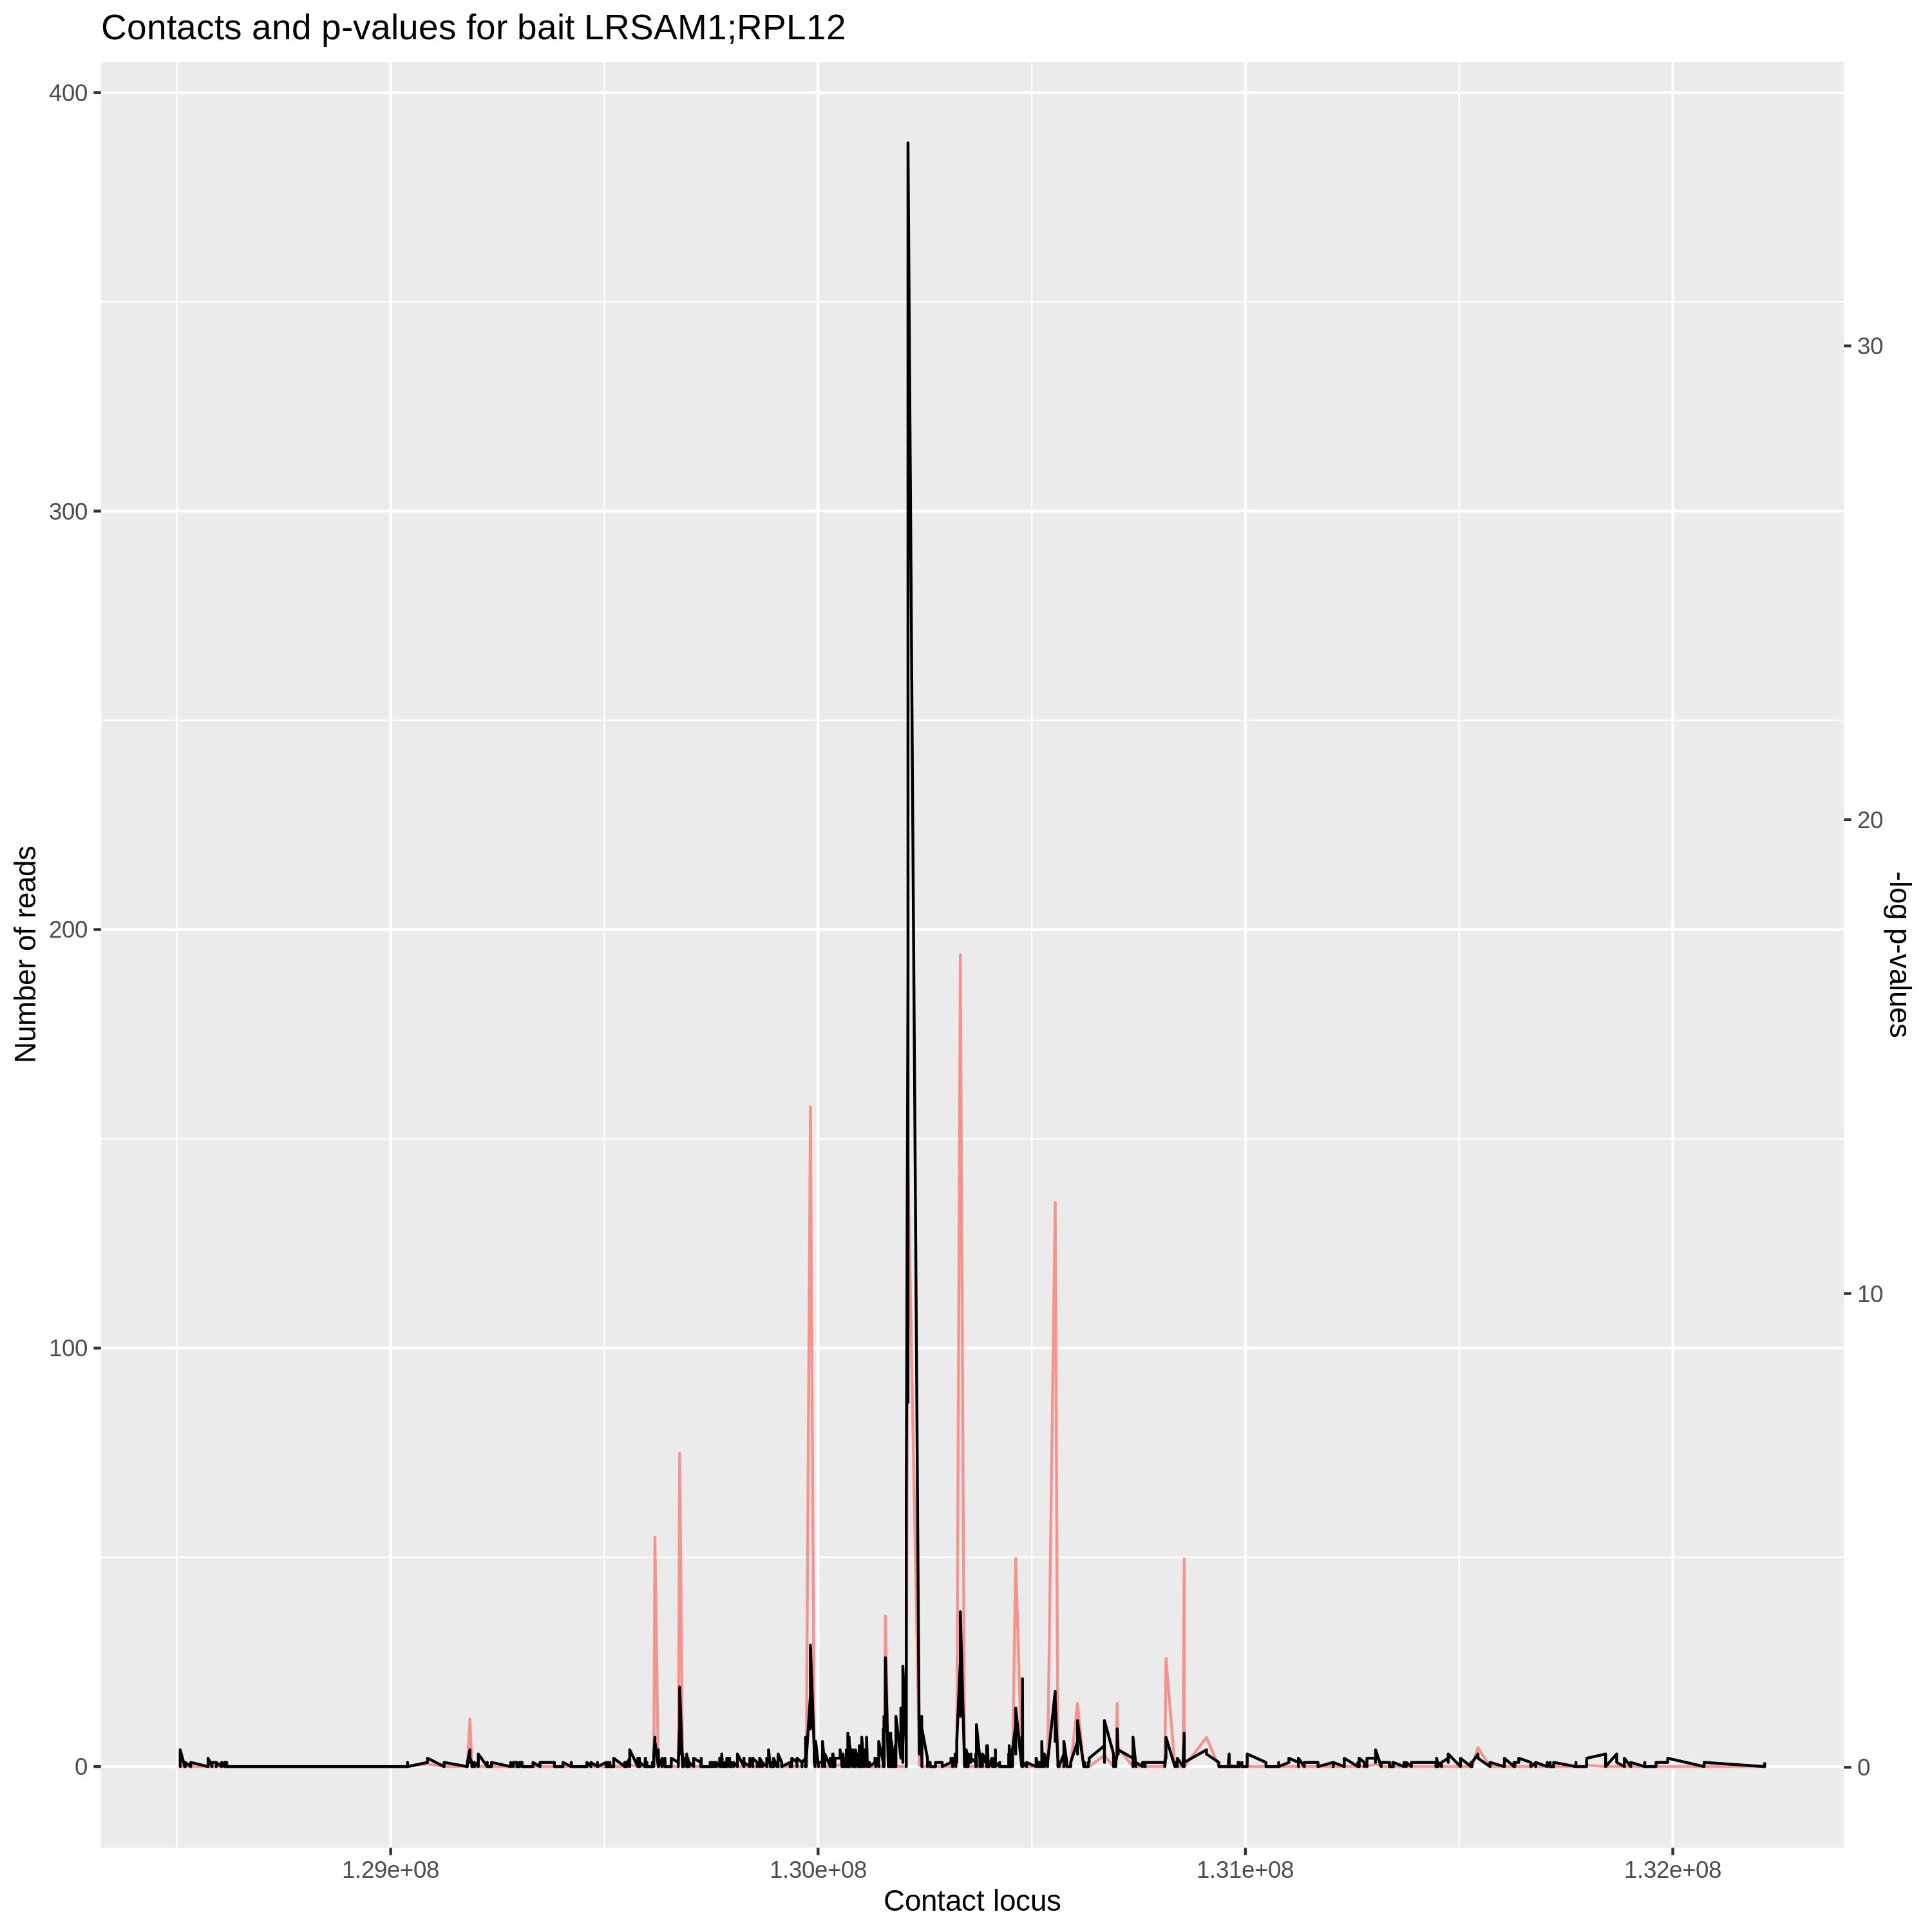 Contacts and p-values for bait LRSAM1;RPL12
400
300
200
100
0
Number of reads
30
20
10
0
-log p-values
1.29e+08
1.30e+08
1.31e+08
1.32e+08
Contact locus